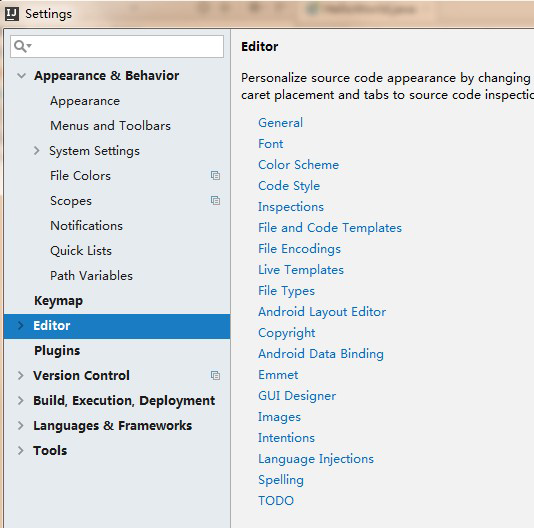 IJ Settings
Appearance & Behavior
Appearance
Menus and Toolbars
System Settings
File Colors
Scopes
Notifications
Quick Lists
Path Variables
Keymap
Editor
Plugins
Version Control
Build, Execution, Deployment
Languages & Frameworks
Tools
Editor
Personalize source code appearance by changing
caret placement and tabs to source code inspectio
General
Font
Color Scheme
Code Style
Inspections
File and Code Templates
File Encodings
Live Templates
File Types
Android Layout Editor
Copyright
Android Data Binding
Emmet
GUI Designer
Images
Intentions
Language Injections
Spelling
TODO